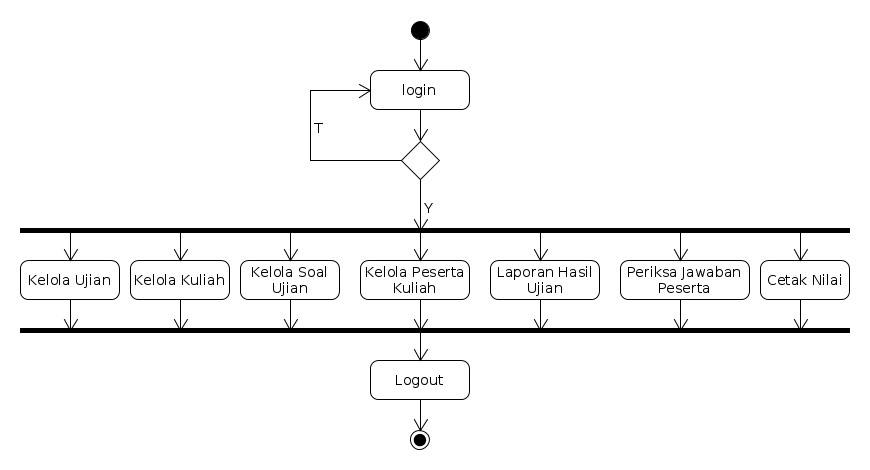 login
T
Y
Kelola Ujian
Kelola Kuliah
Kelola Soal
Ujian
Kelola Peserta
Kuliah
Laporan Hasil
Ujian
Periksa Jawaban
Peserta
Cetak Nilai
Logout